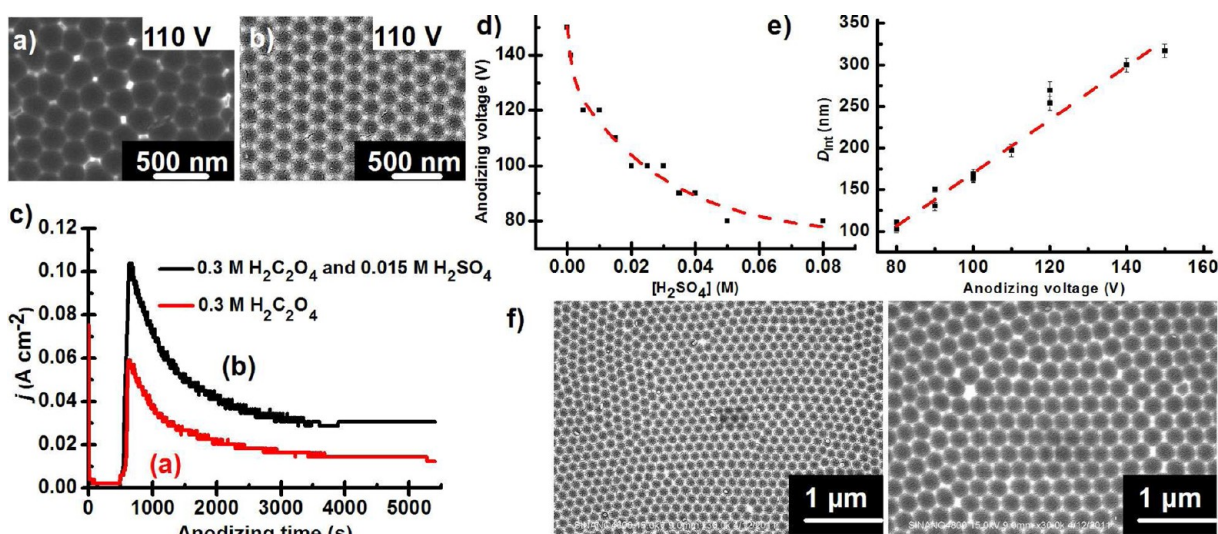 a)
110 V
500 nm
b)
110 V
500 nm
c)
j (A cm⁻²)
0.12
0.10
0.08
0.06
0.04
0.02
0.00
0.3 M H₂C₂O₄ and 0.015 M H₂SO₄
0.3 M H₂C₂O₄
(b)
(a)
0 1000 2000 3000 4000 5000
Anodizing time (s)
d)
Anodizing voltage (V)
140
120
100
80
0.00 0.02 0.04 0.06 0.08
[H₂SO₄] (M)
e)
D_int (nm)
350
300
250
200
150
100
80 100 120 140 160
Anodizing voltage (V)
f)
1 µm
1 µm